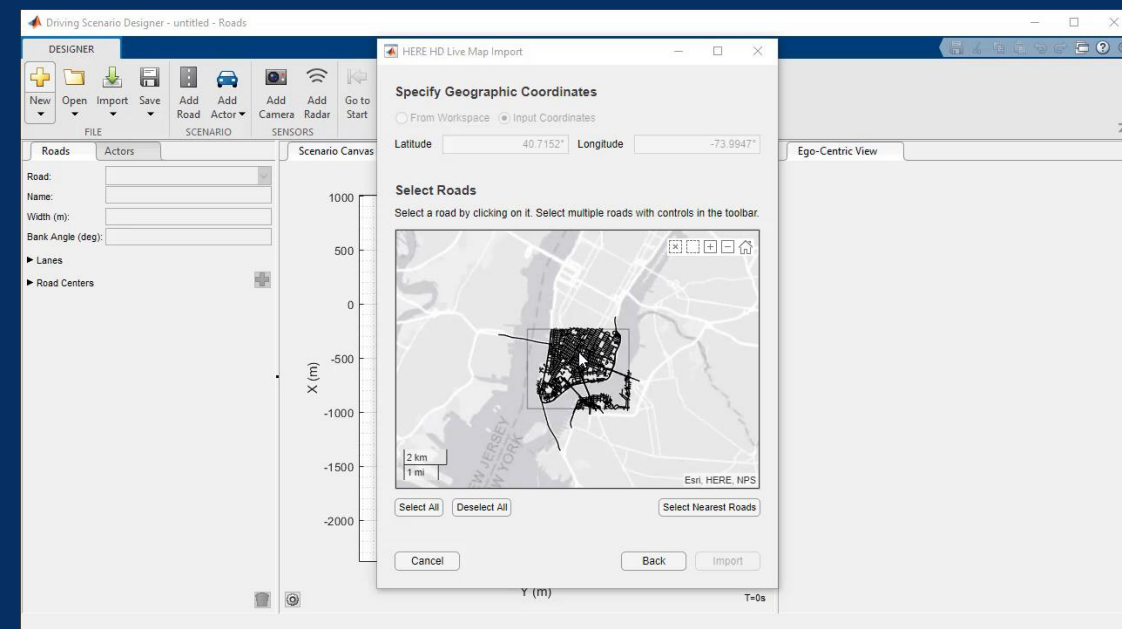 Driving Scenario Designer - untitled - Roads
DESIGNER
New
Open
Import
Save
Add Road
Add Actor
Add Camera
Add Radar
Go to Start
FILE
SCENARIO
SENSORS
Roads
Actors
Road:
Name:
Width (m):
Bank Angle (deg):
Lanes
Road Centers
Scenario Canvas
1000
500
0
-500
-1000
-1500
-2000
X (m)
Y (m)
T=0s
HERE HD Live Map Import
Specify Geographic Coordinates
From Workspace
Input Coordinates
Latitude
40.7152°
Longitude
-73.9947°
Select Roads
Select a road by clicking on it. Select multiple roads with controls in the toolbar.
NEW JERSEY
NEW YORK
2 km
1 mi
Esri, HERE, NPS
Select All
Deselect All
Select Nearest Roads
Cancel
Back
Import
Ego-Centric View